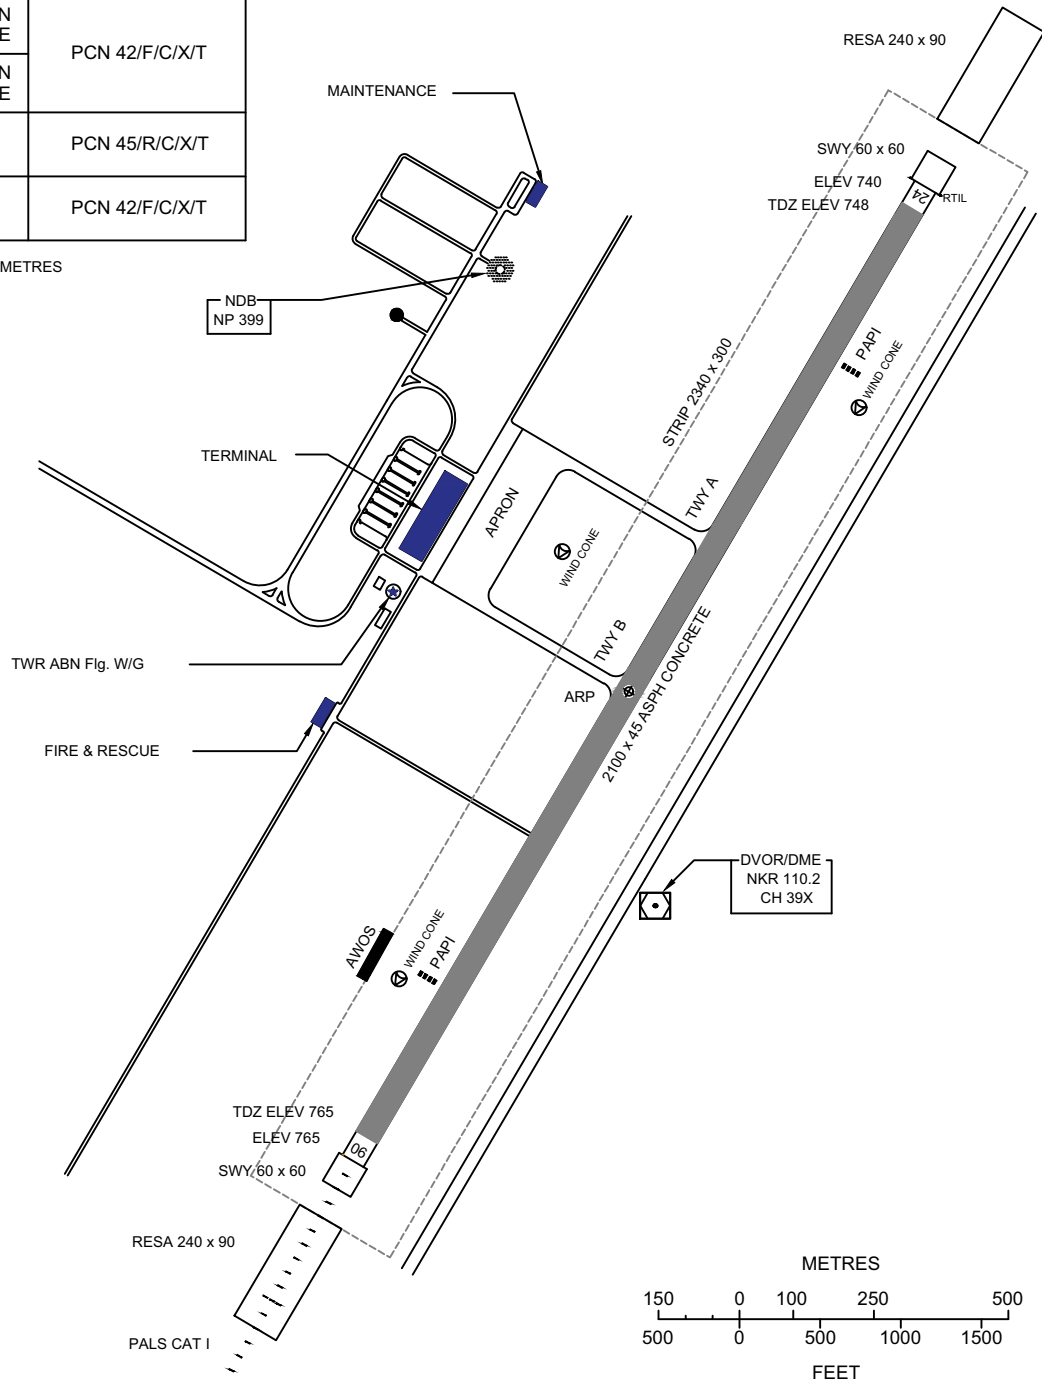 N
E
PCN 42/F/C/X/T
N
E
PCN 45/R/C/X/T
PCN 42/F/C/X/T
METRES
RESA 240 x 90
MAINTENANCE
SWY 60 x 60
ELEV 740
TDZ ELEV 748
24
RTIL
NDB
NP 399
PAPI
WIND CONE
STRIP 2340 x 300
TERMINAL
APRON
TWY A
WIND CONE
TWY B
TWR ABN Flg. W/G
ARP
2100 x 45 ASPH CONCRETE
FIRE & RESCUE
DVOR/DME
NKR 110.2
CH 39X
AWOS
WIND CONE
PAPI
TDZ ELEV 765
ELEV 765
06
SWY 60 x 60
RESA 240 x 90
PALS CAT I
METRES
150 0 100 250 500
500 0 500 1000 1500
FEET